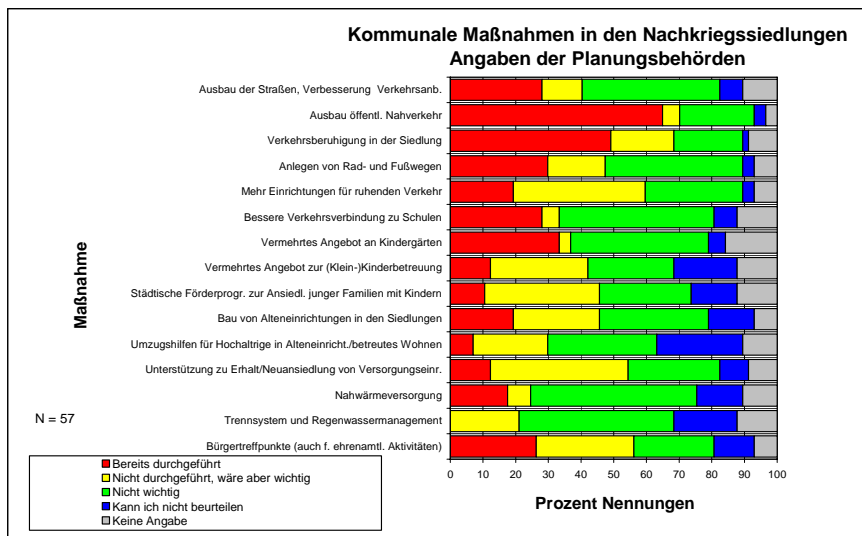 Kommunale Maßnahmen in den Nachkriegssiedlungen
Angaben der Planungsbehörden
Maßnahme
Ausbau der Straßen, Verbesserung Verkehrsanb.
Ausbau öffentl. Nahverkehr
Verkehrsberuhigung in der Siedlung
Anlegen von Rad- und Fußwegen
Mehr Einrichtungen für ruhenden Verkehr
Bessere Verkehrsverbindung zu Schulen
Vermehrtes Angebot an Kindergärten
Vermehrtes Angebot zur (Klein-)Kinderbetreuung
Städtische Förderprogr. zur Ansiedl. junger Familien mit Kindern
Bau von Alteneinrichtungen in den Siedlungen
Umzugshilfen für Hochaltrige in Alteneinricht./betreutes Wohnen
Unterstützung zu Erhalt/Neuansiedlung von Versorgungseinr.
Nahwärmeversorgung
Trennsystem und Regenwassermanagement
Bürgertreffpunkte (auch f. ehrenamtl. Aktivitäten)
N = 57
0 10 20 30 40 50 60 70 80 90 100
Prozent Nennungen
Bereits durchgeführt
Nicht durchgeführt, wäre aber wichtig
Nicht wichtig
Kann ich nicht beurteilen
Keine Angabe